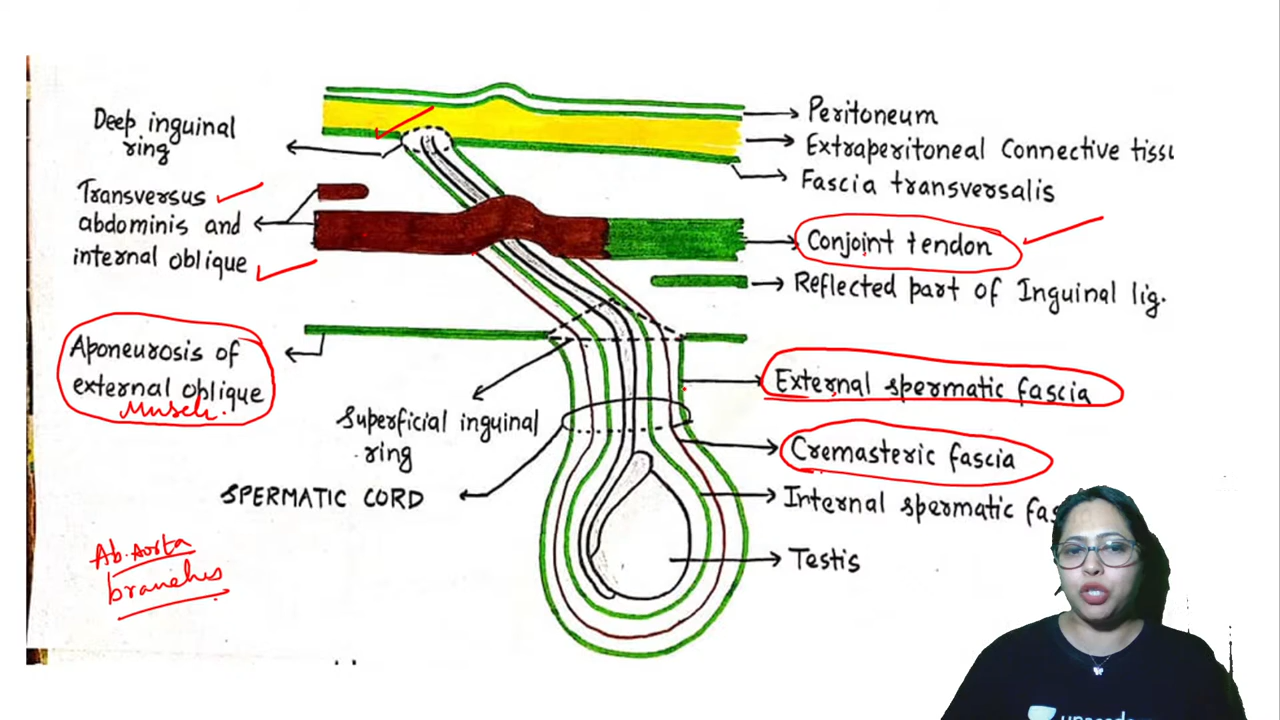 Deep inguinal
ring
Transversus
abdominis and
internal oblique
Aponeurosis of
external oblique
Muscle.
Superficial inguinal
ring
SPERMATIC CORD
Ab. Aorta
branches
Peritoneum
Extraperitoneal Connective
Fascia transversalis
Conjoint tendon
Reflected part of Inguinal lig.
External spermatic fascia
Cremasteric fascia
Internal spermatic
Testis